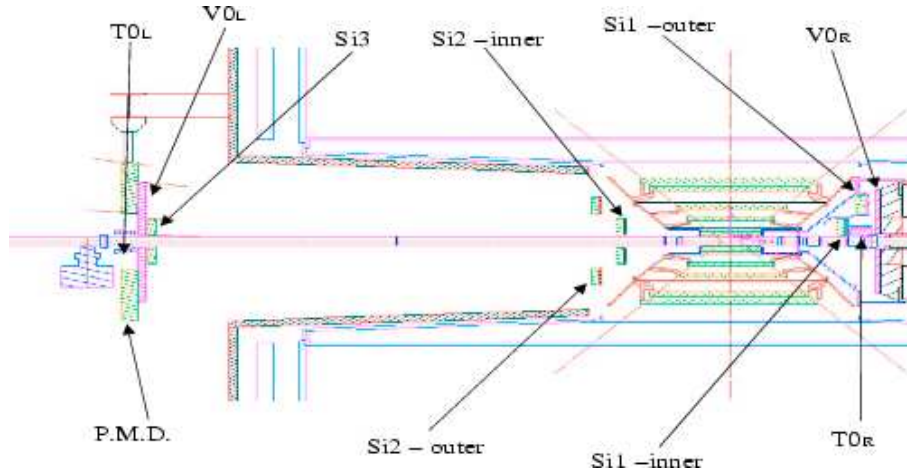 V0L
Si1 –outer
T0L
Si3
Si2 –inner
V0R
P.M.D.
Si2 – outer
Si1 –inner
T0R